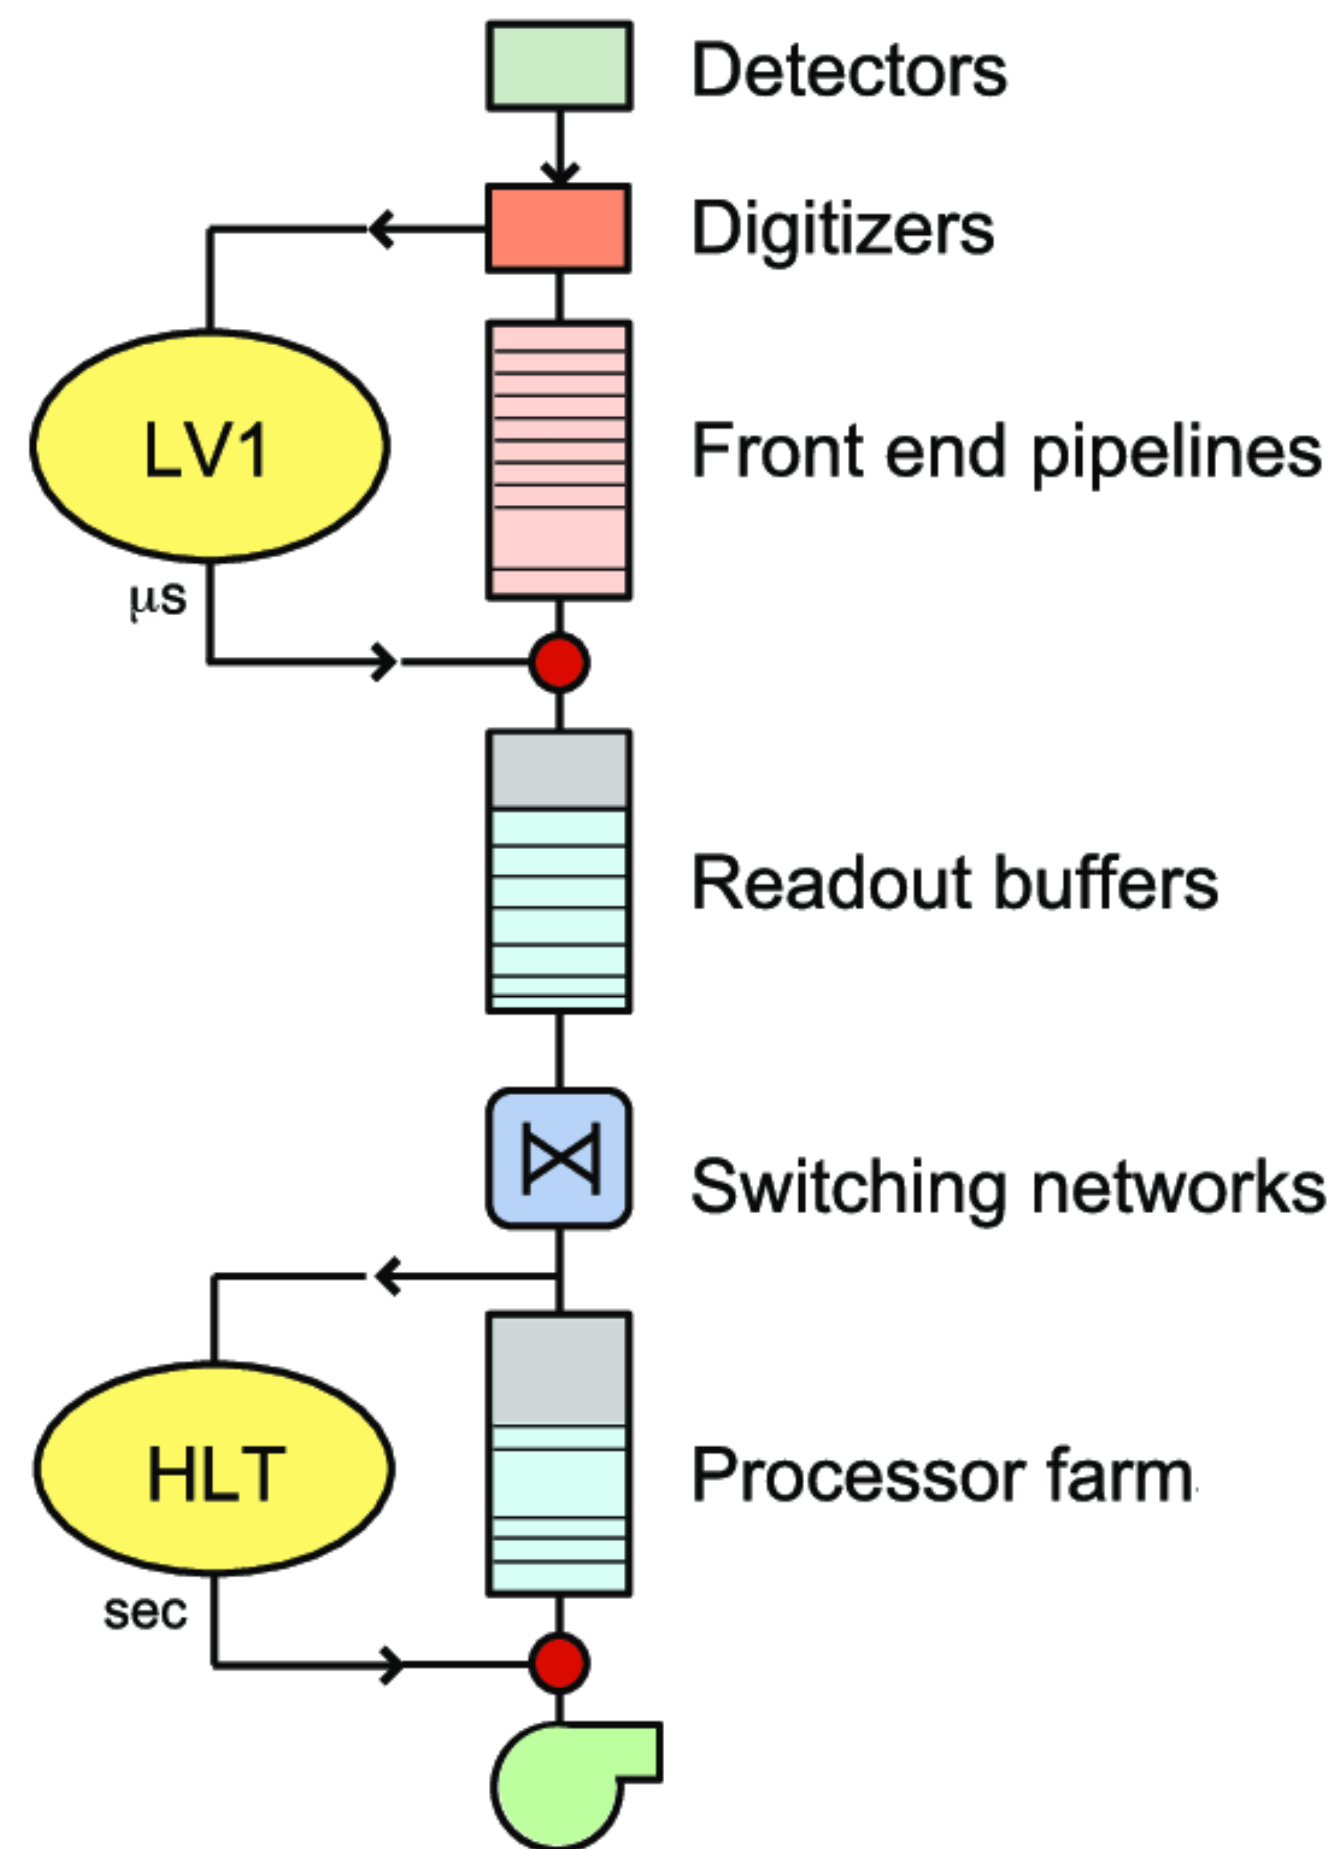 Detectors
Digitizers
LV1
Front end pipelines
μs
Readout buffers
Switching networks
HLT
Processor farm
sec